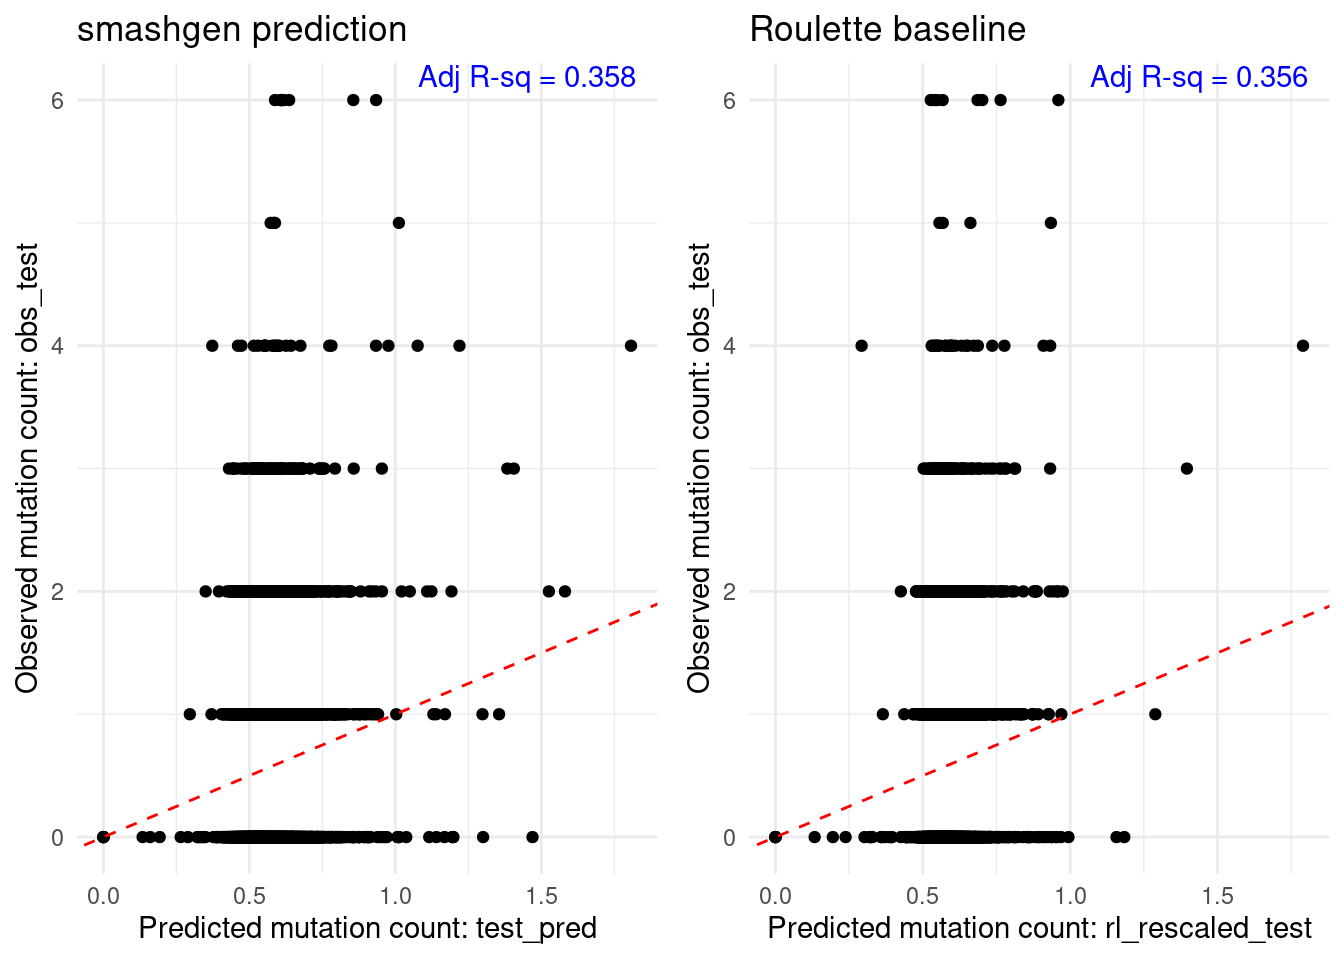 smashgen prediction
Adj R-sq = 0.358
6
4
2
0
Observed mutation count: obs_test
0.0 0.5 1.0 1.5
Predicted mutation count: test_pred
Roulette baseline
Adj R-sq = 0.356
6
4
2
0
Observed mutation count: obs_test
0.0 0.5 1.0 1.5
Predicted mutation count: rl_rescaled_test